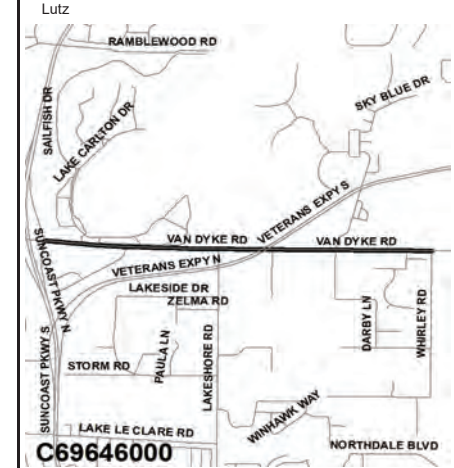 Lutz
RAMBLEWOOD RD
SKY BLUE DR
SAILFISH DR
LAKE CARLTON DR
VETERANS EXPY S
VAN DYKE RD
VAN DYKE RD
SUNCOAST PKWY N
VETERANS EXPY N
LAKESIDE DR
ZELMA RD
SUNCOAST PKWY S
STORM RD
PAULA LN
LAKESHORE RD
DARBY LN
WHIRLEY RD
WINHAWK WAY
LAKE LE CLARE RD
NORTHDALE BLVD
C69646000